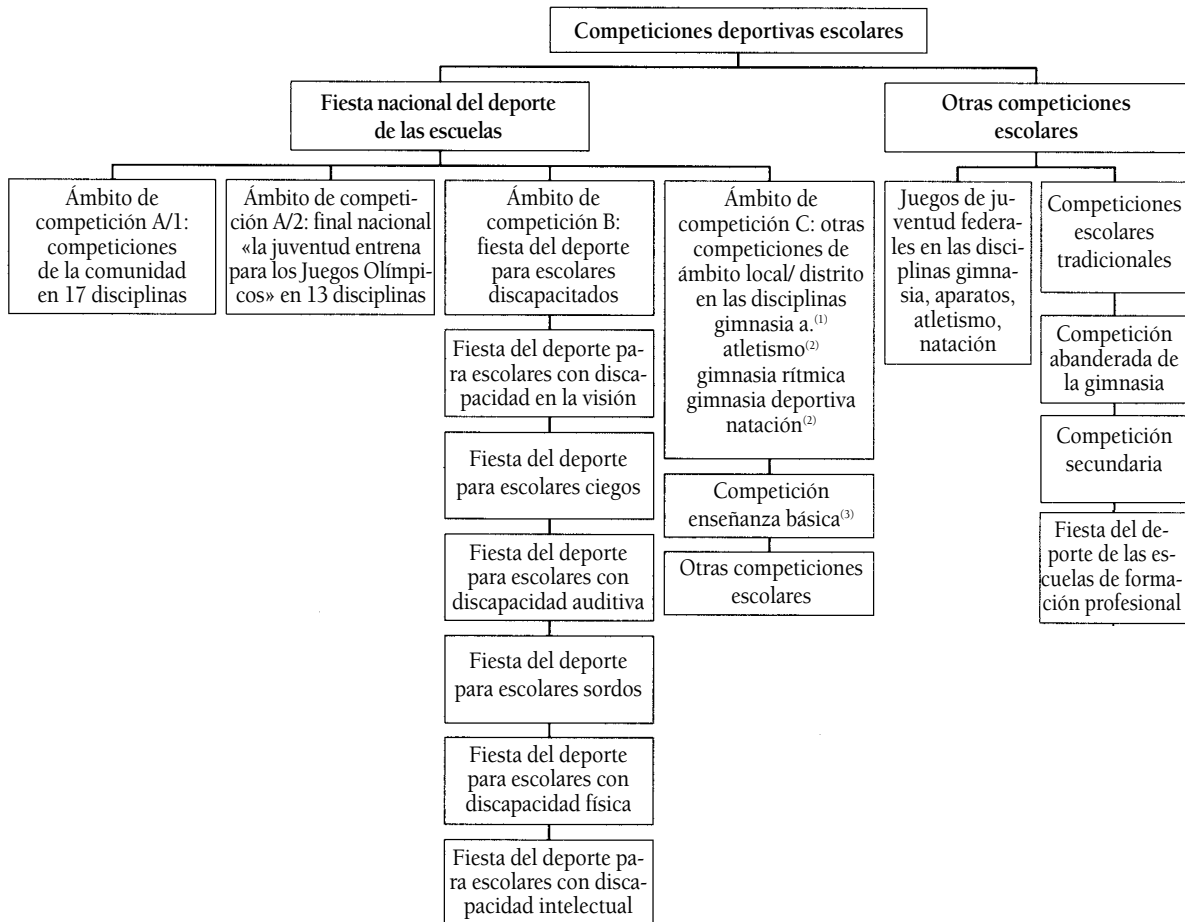 Competiciones deportivas escolares
Fiesta nacional del deporte
de las escuelas
Otras competiciones
escolares
Ámbito de
competición A/1:
competiciones
de la comunidad
en 17 disciplinas
Ámbito de competi-
ción A/2: final nacional
«la juventud entrena
para los Juegos Olímpi-
cos» en 13 disciplinas
Ámbito de
competición B:
fiesta del deporte
para escolares
discapacitados
Fiesta del deporte pa-
ra escolares con disca-
pacidad en la visión
Fiesta del deporte
para escolares ciegos
Fiesta del deporte
para escolares con
discapacidad auditiva
Fiesta del deporte
para escolares sordos
Fiesta del deporte
para escolares con
discapacidad física
Fiesta del deporte pa-
ra escolares con disca-
pacidad intelectual
Ámbito de
competición C: otras
competiciones de
ámbito local/ distrito
en las disciplinas
gimnasia a.(1)
atletismo(2)
gimnasia rítmica
gimnasia deportiva
natación(2)
Competición
enseñanza básica(3)
Otras competiciones
escolares
Juegos de ju-
ventud federa-
les en las disci-
plinas gimna-
sia, aparatos,
atletismo,
natación
Competiciones
escolares
tradicionales
Competición
abanderada de
la gimnasia
Competición
secundaria
Fiesta del de-
porte de las es-
cuelas de forma-
ción profesional